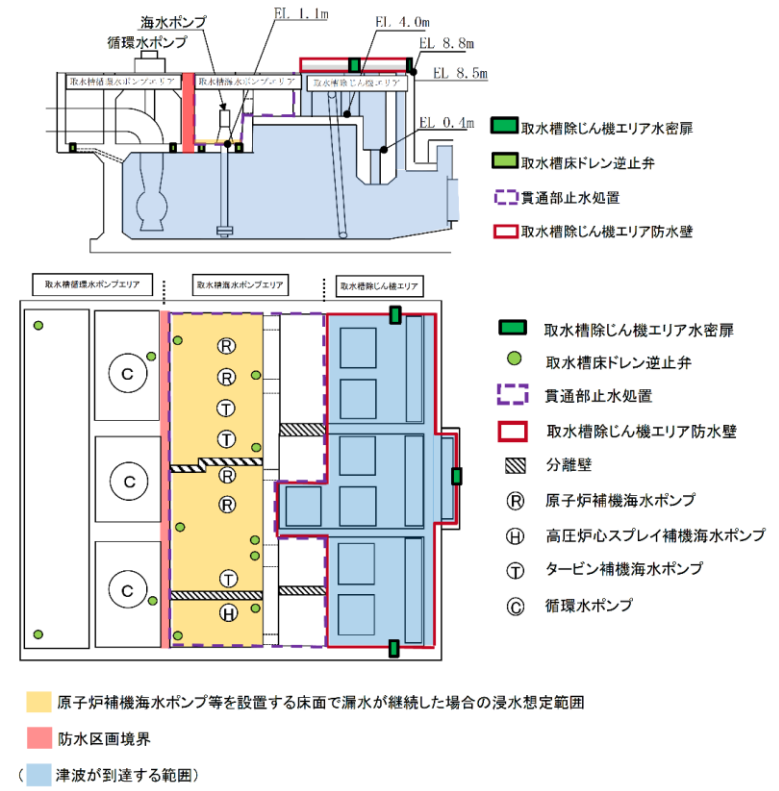 海水ポンプ
循環水ポンプ
EL 1.1m
EL 4.0m
EL 8.8m
EL 8.5m
EL 0.4m
取水槽循環水ポンプエリア
取水槽海水ポンプエリア
取水槽除じん機エリア
取水槽除じん機エリア水密扉
取水槽床ドレン逆止弁
貫通部止水処置
取水槽除じん機エリア防水壁
取水槽循環水ポンプエリア
取水槽海水ポンプエリア
取水槽除じん機エリア
C
C
C
R
R
T
T
R
R
T
H
取水槽除じん機エリア水密扉
取水槽床ドレン逆止弁
貫通部止水処置
取水槽除じん機エリア防水壁
分離壁
R 原子炉補機海水ポンプ
H 高圧炉心スプレイ補機海水ポンプ
T タービン補機海水ポンプ
C 循環水ポンプ
原子炉補機海水ポンプ等を設置する床面で漏水が継続した場合の浸水想定範囲
防水区画境界
( 津波が到達する範囲)